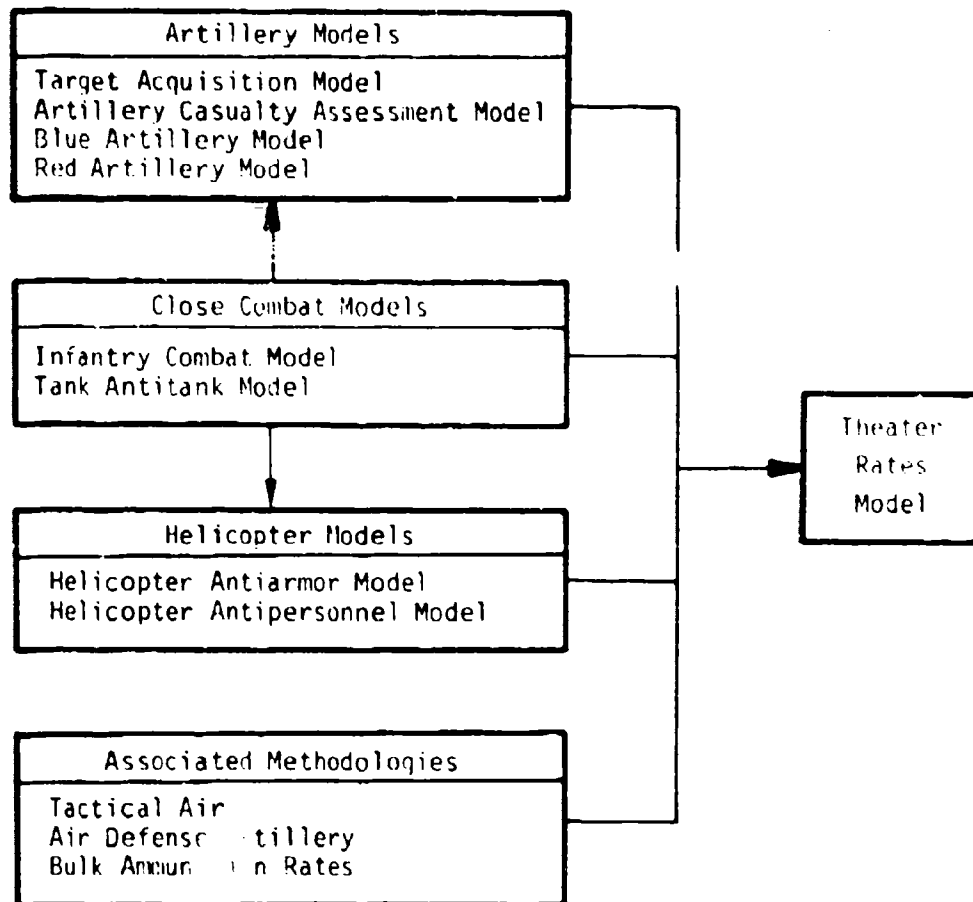 Artillery Models
Target Acquisition Model
Artillery Casualty Assessment Model
Blue Artillery Model
Red Artillery Model
Close Combat Models
Infantry Combat Model
Tank Antitank Model
Theater
Rates
Model
Helicopter Models
Helicopter Antiarmor Model
Helicopter Antipersonnel Model
Associated Methodologies
Tactical Air
Air Defense tillery
Bulk Rates